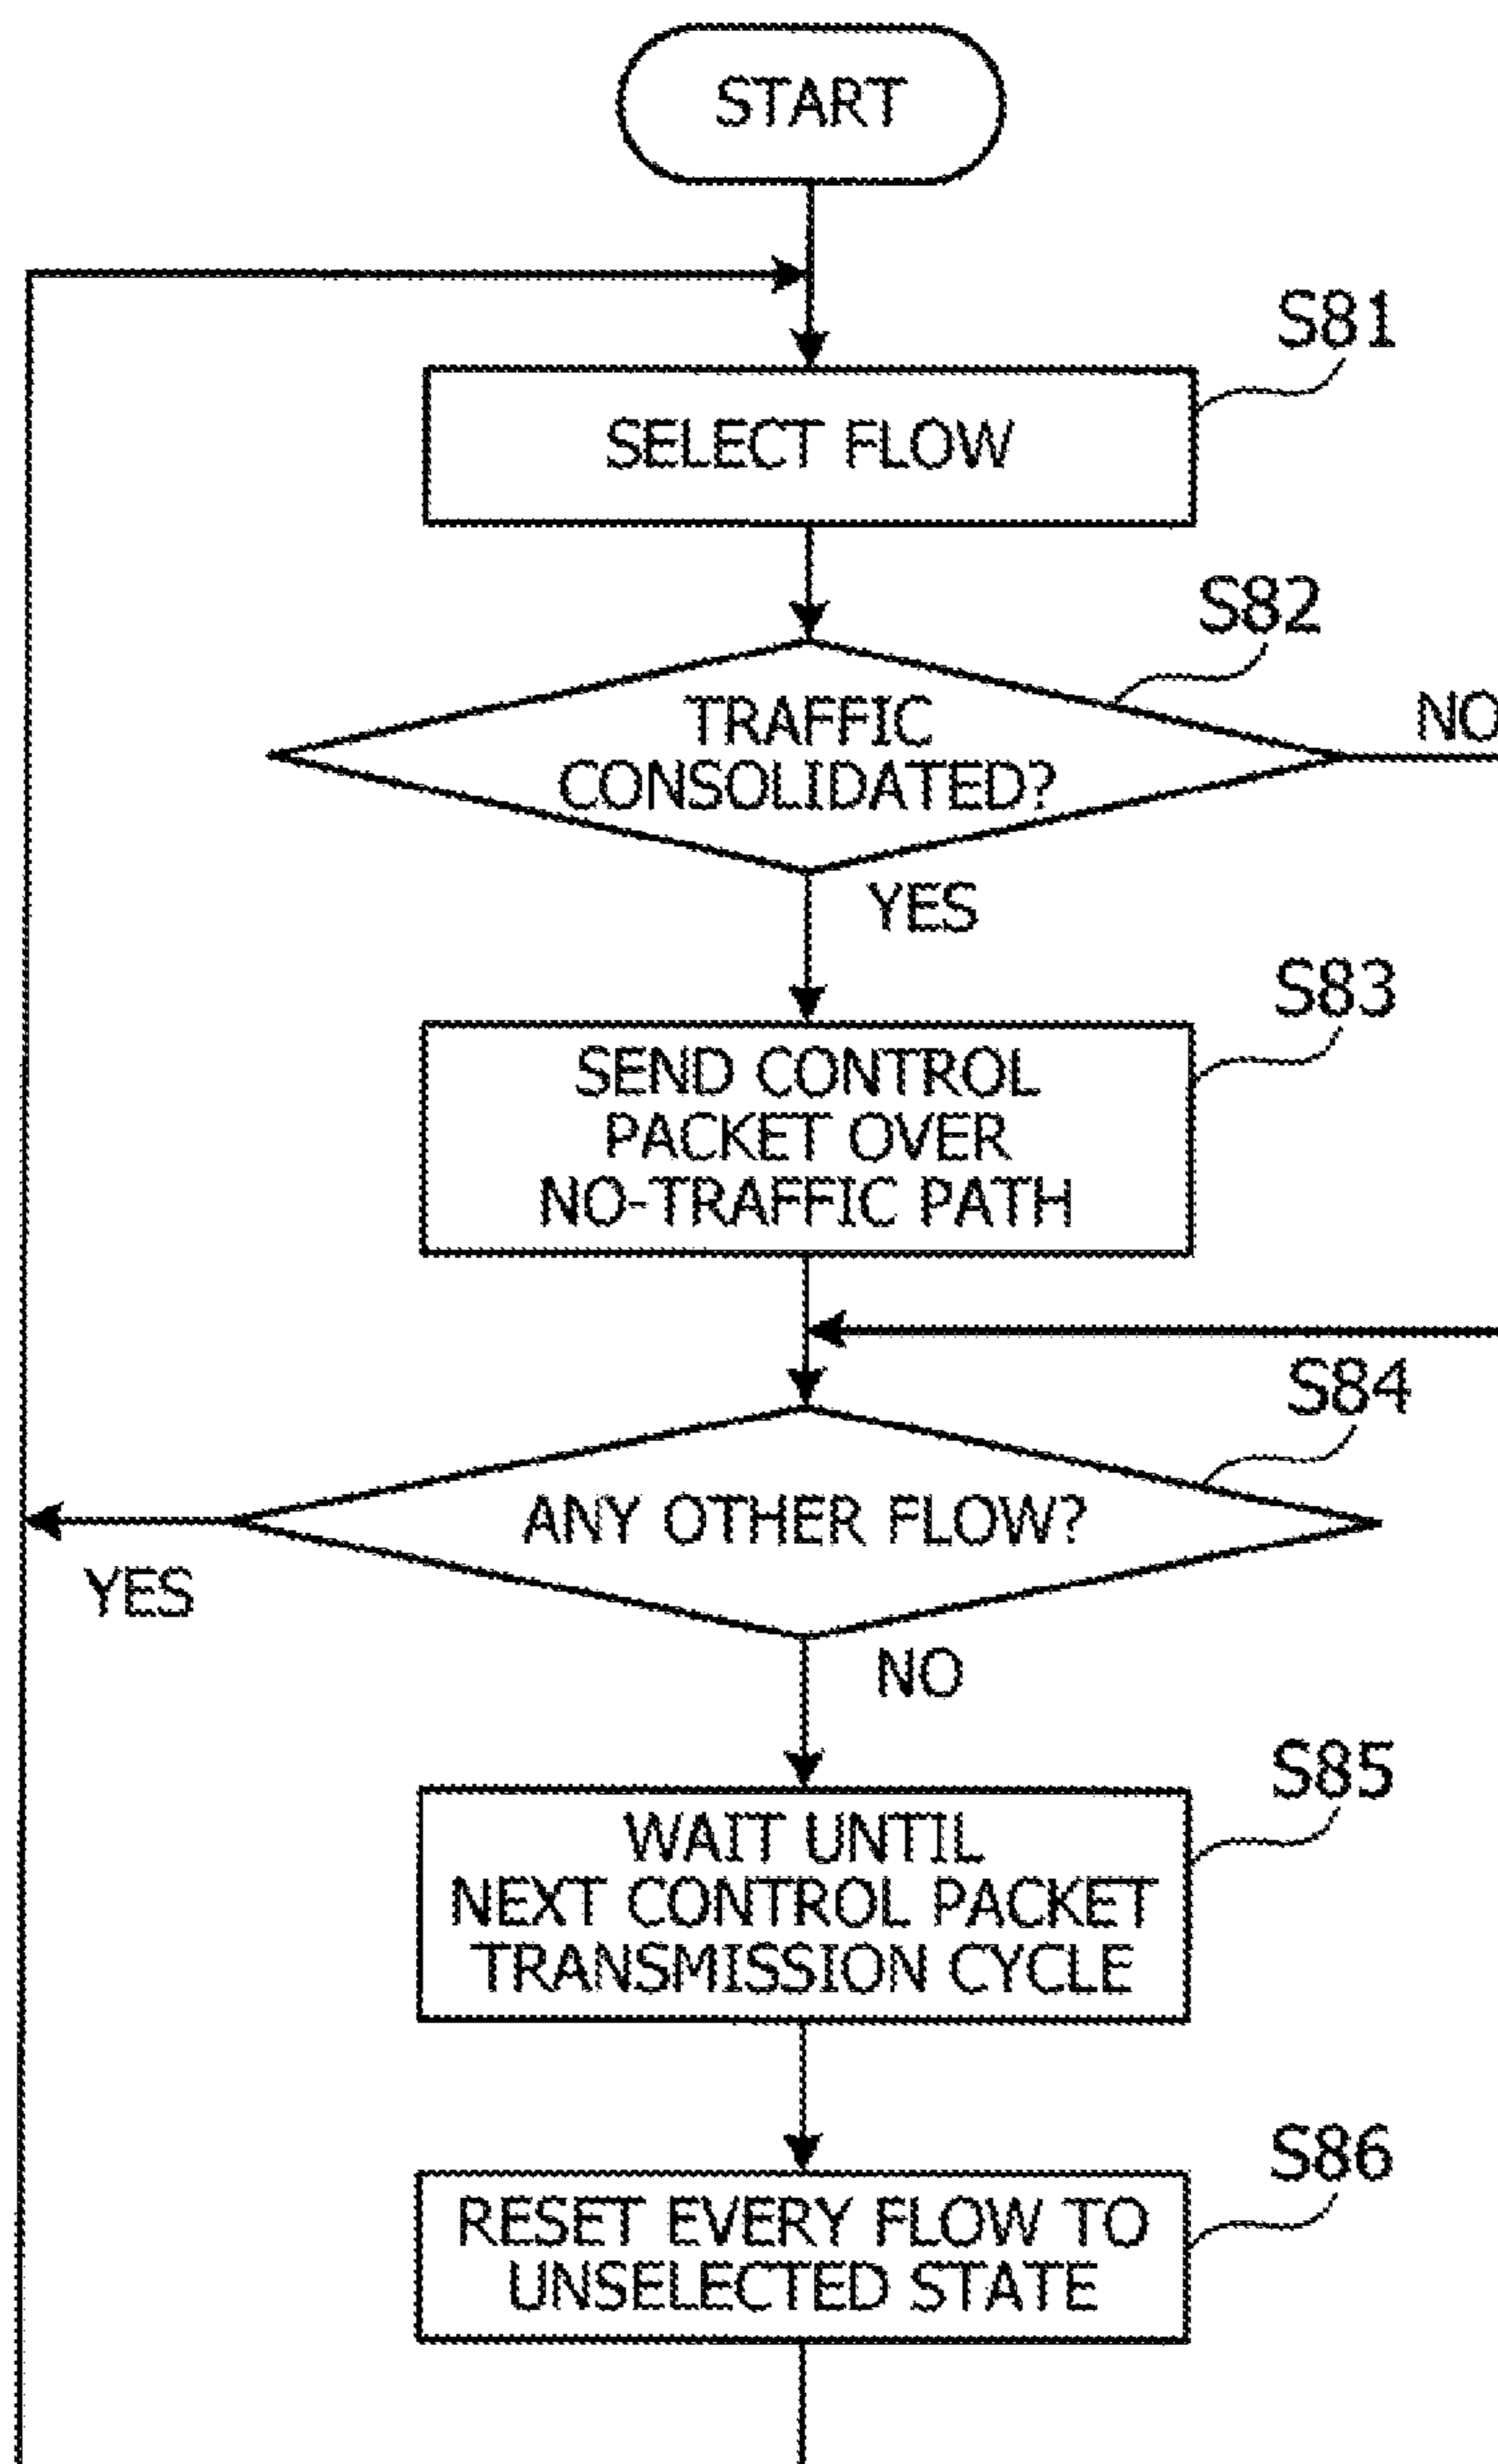 START
S81
SELECT FLOW
S82
TRAFFIC
CONSOLIDATED?
NO
YES
S83
SEND CONTROL
PACKET OVER
NO-TRAFFIC PATH
S84
ANY OTHER FLOW?
YES
NO
S85
WAIT UNTIL
NEXT CONTROL PACKET
TRANSMISSION CYCLE
S86
RESET EVERY FLOW TO
UNSELECTED STATE